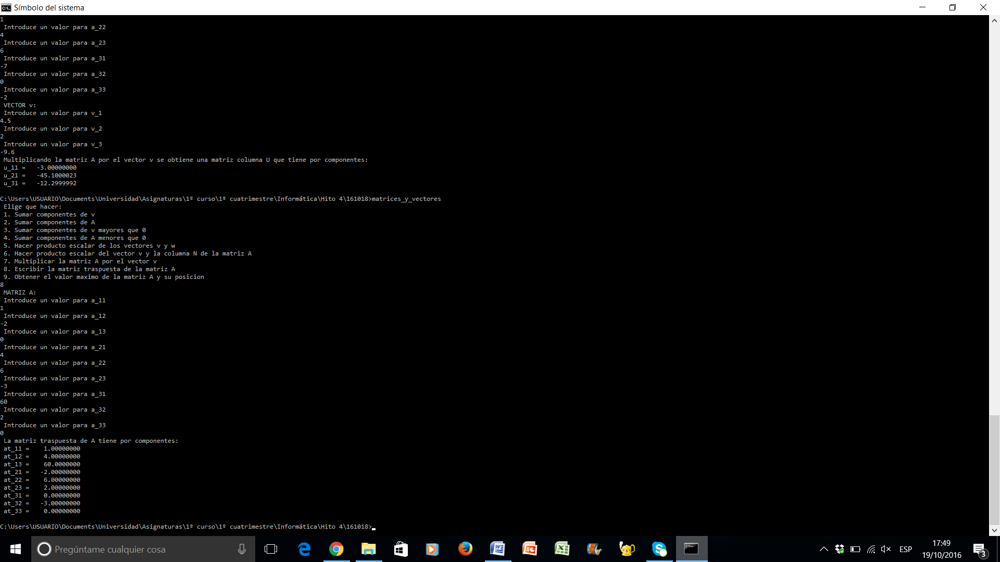 Símbolo del sistema
1
Introduce un valor para a_22
4
Introduce un valor para a_23
6
Introduce un valor para a_31
-7
Introduce un valor para a_32
0
Introduce un valor para a_33
-2
VECTOR v:
Introduce un valor para v_1
4.5
Introduce un valor para v_2
2
Introduce un valor para v_3
-9.6
Multiplicando la matriz A por el vector v se obtiene una matriz columna U que tiene por componentes:
u_11 =   -3.00000000
u_21 =   -45.1000023
u_31 =   -12.2999992
C:\Users\USUARIO\Documents\Universidad\Asignaturas\1º curso\1º cuatrimestre\Informática\Hito 4\161018>matrices_y_vectores
Elige que hacer:
1. Sumar componentes de v
2. Sumar componentes de A
3. Sumar componentes de v mayores que 0
4. Sumar componentes de A menores que 0
5. Hacer producto escalar de los vectores v y w
6. Hacer producto escalar del vector v y la columna N de la matriz A
7. Multiplicar la matriz A por el vector v
8. Escribir la matriz traspuesta de la matriz A
9. Obtener el valor maximo de la matriz A y su posicion
8
MATRIZ A:
Introduce un valor para a_11
1
Introduce un valor para a_12
-2
Introduce un valor para a_13
0
Introduce un valor para a_21
4
Introduce un valor para a_22
6
Introduce un valor para a_23
-3
Introduce un valor para a_31
60
Introduce un valor para a_32
2
Introduce un valor para a_33
0
La matriz traspuesta de A tiene por componentes:
at_11 =    1.00000000
at_12 =    4.00000000
at_13 =    60.0000000
at_21 =   -2.00000000
at_22 =    6.00000000
at_23 =    2.00000000
at_31 =    0.00000000
at_32 =   -3.00000000
at_33 =    0.00000000
C:\Users\USUARIO\Documents\Universidad\Asignaturas\1º curso\1º cuatrimestre\Informática\Hito 4\161018>
Pregúntame cualquier cosa
ESP
17:49
19/10/2016
3